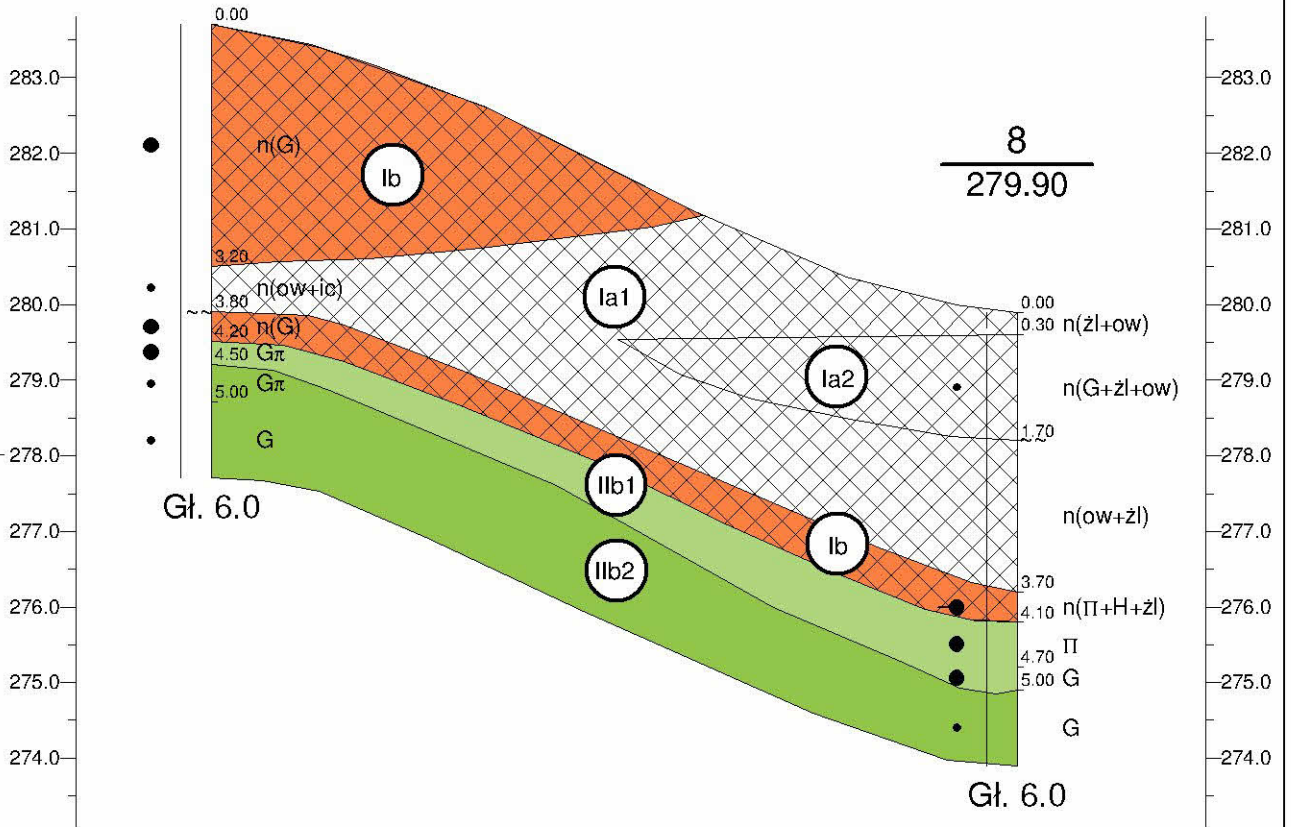 0.00
283.0
283.0
282.0
n(G)
8
282.0
Ib
279.90
281.0
281.0
3.20
n(ow+ic)
Ia1
280.0
3.80
0.00
280.0
~~
n(G)
0.30
n(żl+ow)
4.20
Gπ
4.50
279.0
Gπ
Ia2
n(G+żl+ow)
279.0
5.00
G
1.70
~~
278.0
278.0
IIb1
Gł. 6.0
277.0
n(ow+żl)
277.0
Ib
IIb2
3.70
276.0
4.10
n(Π+H+żl)
276.0
4.70
Π
275.0
5.00
G
275.0
G
274.0
274.0
Gł. 6.0